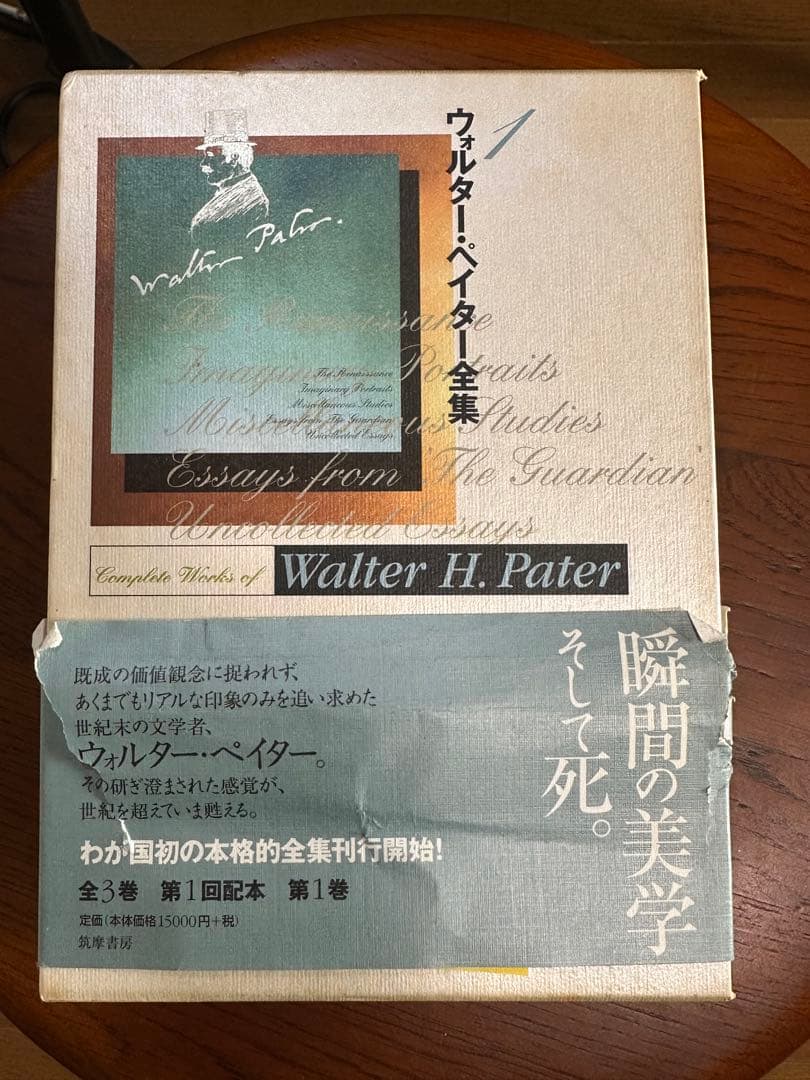 1
ウォルター・ペイター全集
Walter Pater.
The Renaissance
Imaginary Portraits
Miscellaneous Studies
Essays from The Guardian
Uncollected Essays
The Renaissance
Imaginary Portraits
Miscellaneous Studies
Essays from The Guardian
Uncollected Essays
Complete Works of Walter H. Pater
瞬間の美学
そして死。
既成の価値観念に捉われず、
あくまでもリアルな印象のみを追い求めた
世紀末の文学者、
ウォルター・ペイター。
その研ぎ澄まされた感覚が、
世紀を超えていま甦える。
わが国初の本格的全集刊行開始!
全3巻 第1回配本 第1巻
定価(本体価格15000円+税)
筑摩書房